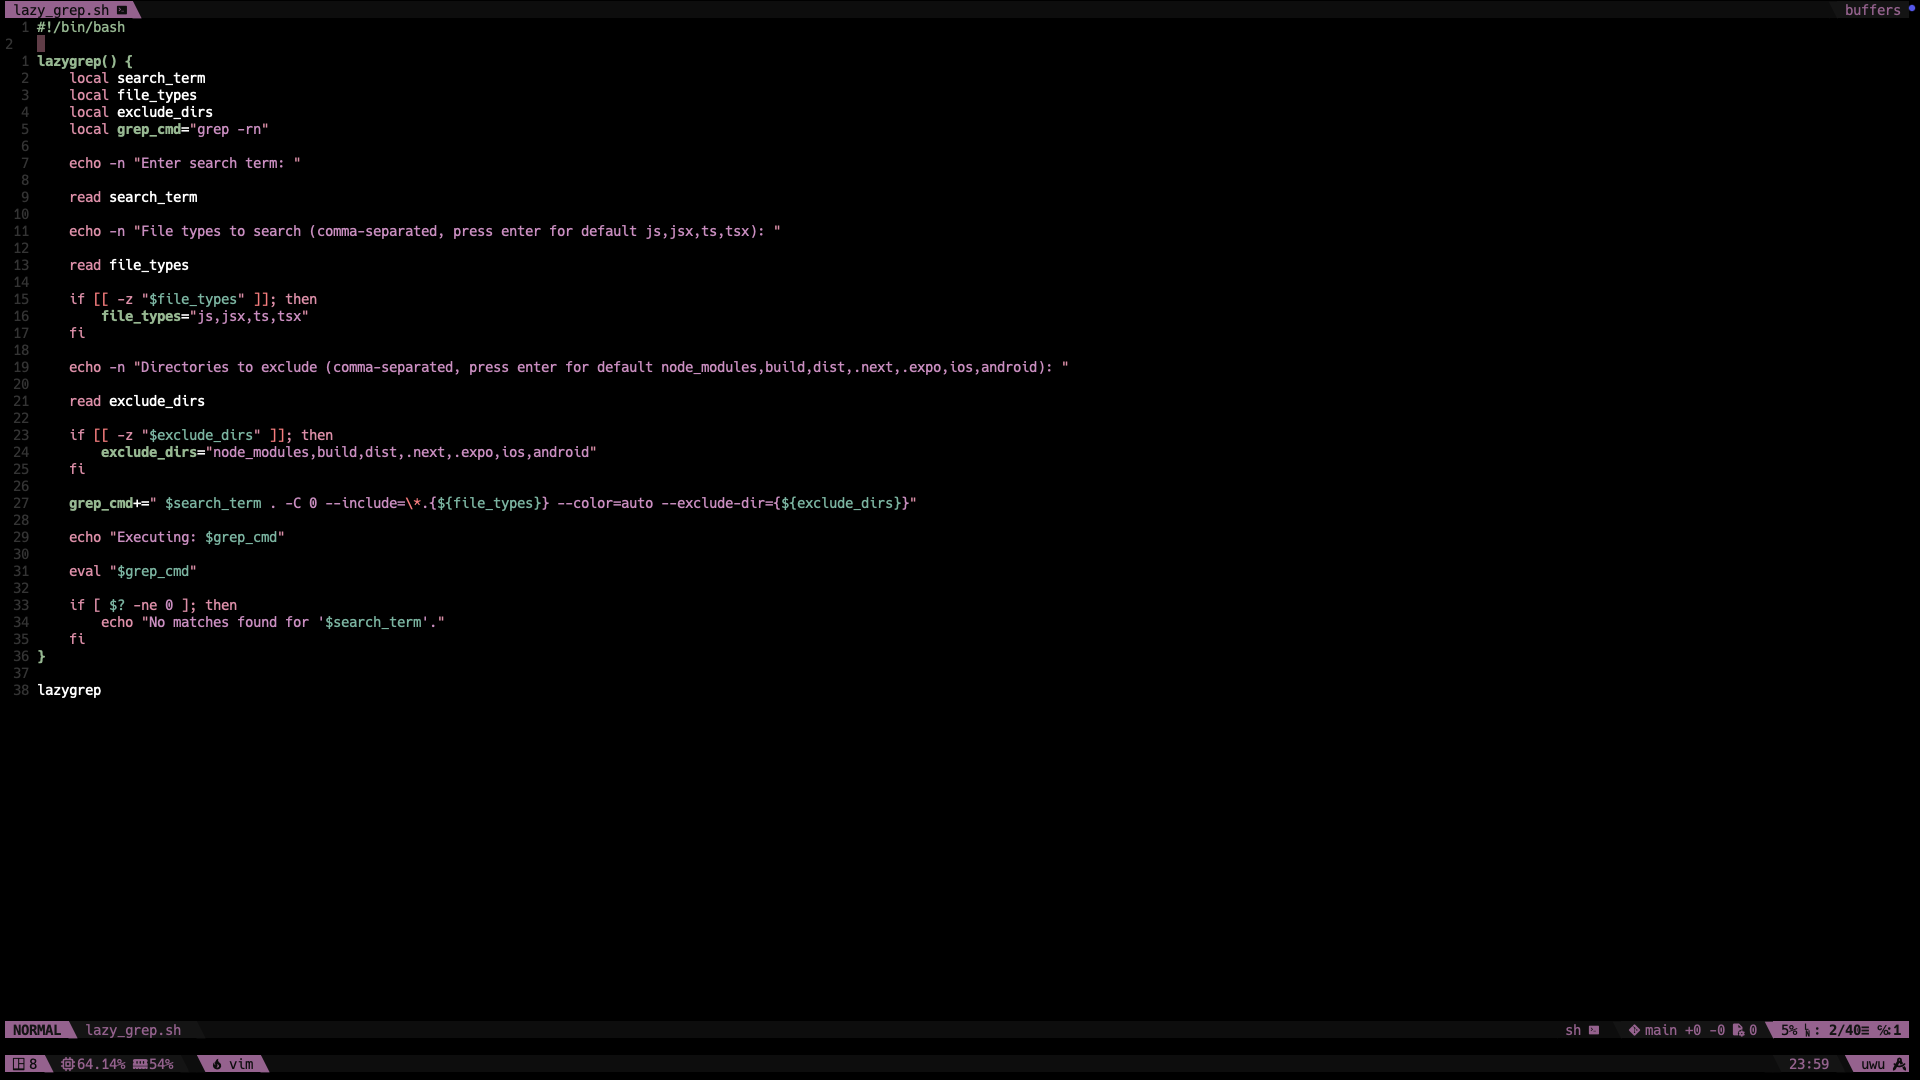 lazy_grep.sh
buffers
1 #!/bin/bash
2
1 lazygrep() {
2     local search_term
3     local file_types
4     local exclude_dirs
5     local grep_cmd="grep -rn"
6
7     echo -n "Enter search term: "
8
9     read search_term
10
11     echo -n "File types to search (comma-separated, press enter for default js,jsx,ts,tsx): "
12
13     read file_types
14
15     if [[ -z "$file_types" ]]; then
16         file_types="js,jsx,ts,tsx"
17     fi
18
19     echo -n "Directories to exclude (comma-separated, press enter for default node_modules,build,dist,.next,.expo,ios,android): "
20
21     read exclude_dirs
22
23     if [[ -z "$exclude_dirs" ]]; then
24         exclude_dirs="node_modules,build,dist,.next,.expo,ios,android"
25     fi
26
27     grep_cmd+=" $search_term . -C 0 --include=\*.{${file_types}} --color=auto --exclude-dir={${exclude_dirs}}"
28
29     echo "Executing: $grep_cmd"
30
31     eval "$grep_cmd"
32
33     if [ $? -ne 0 ]; then
34         echo "No matches found for '$search_term'."
35     fi
36 }
37
38 lazygrep
NORMAL lazy_grep.sh sh main +0 -0 0 5% : 2/40≡ ℅:1
8 64.14% 54% vim 23:59 uwu